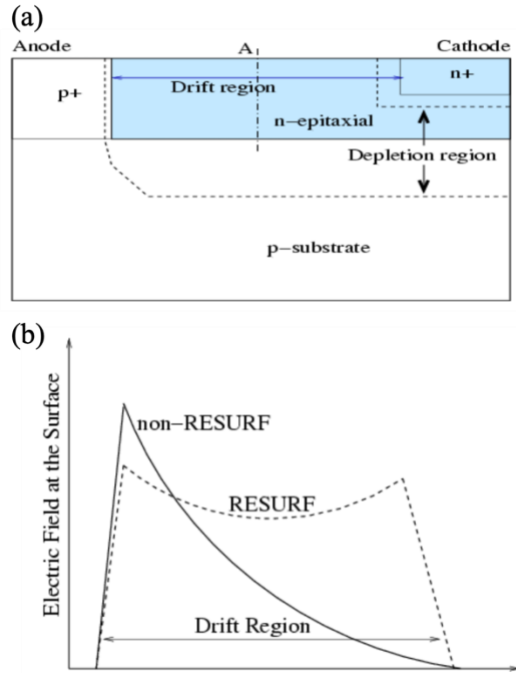 (a)
Anode A Cathode
p+ Drift region n+
n−epitaxial
Depletion region
p−substrate
(b)
Electric Field at the Surface
non−RESURF
RESURF
Drift Region